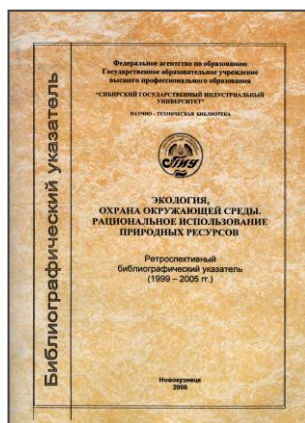 Библиографический указатель
Федеральное агентство по образованию
Государственное образовательное учреждение
высшего профессионального образования
"СИБИРСКИЙ ГОСУДАРСТВЕННЫЙ ИНДУСТРИАЛЬНЫЙ
УНИВЕРСИТЕТ"
НАУЧНО - ТЕХНИЧЕСКАЯ БИБЛИОТЕКА
ЭКОЛОГИЯ,
ОХРАНА ОКРУЖАЮЩЕЙ СРЕДЫ.
РАЦИОНАЛЬНОЕ ИСПОЛЬЗОВАНИЕ
ПРИРОДНЫХ РЕСУРСОВ
Ретроспективный
библиографический указатель
(1999 – 2005 гг.)
Новокузнецк
2006